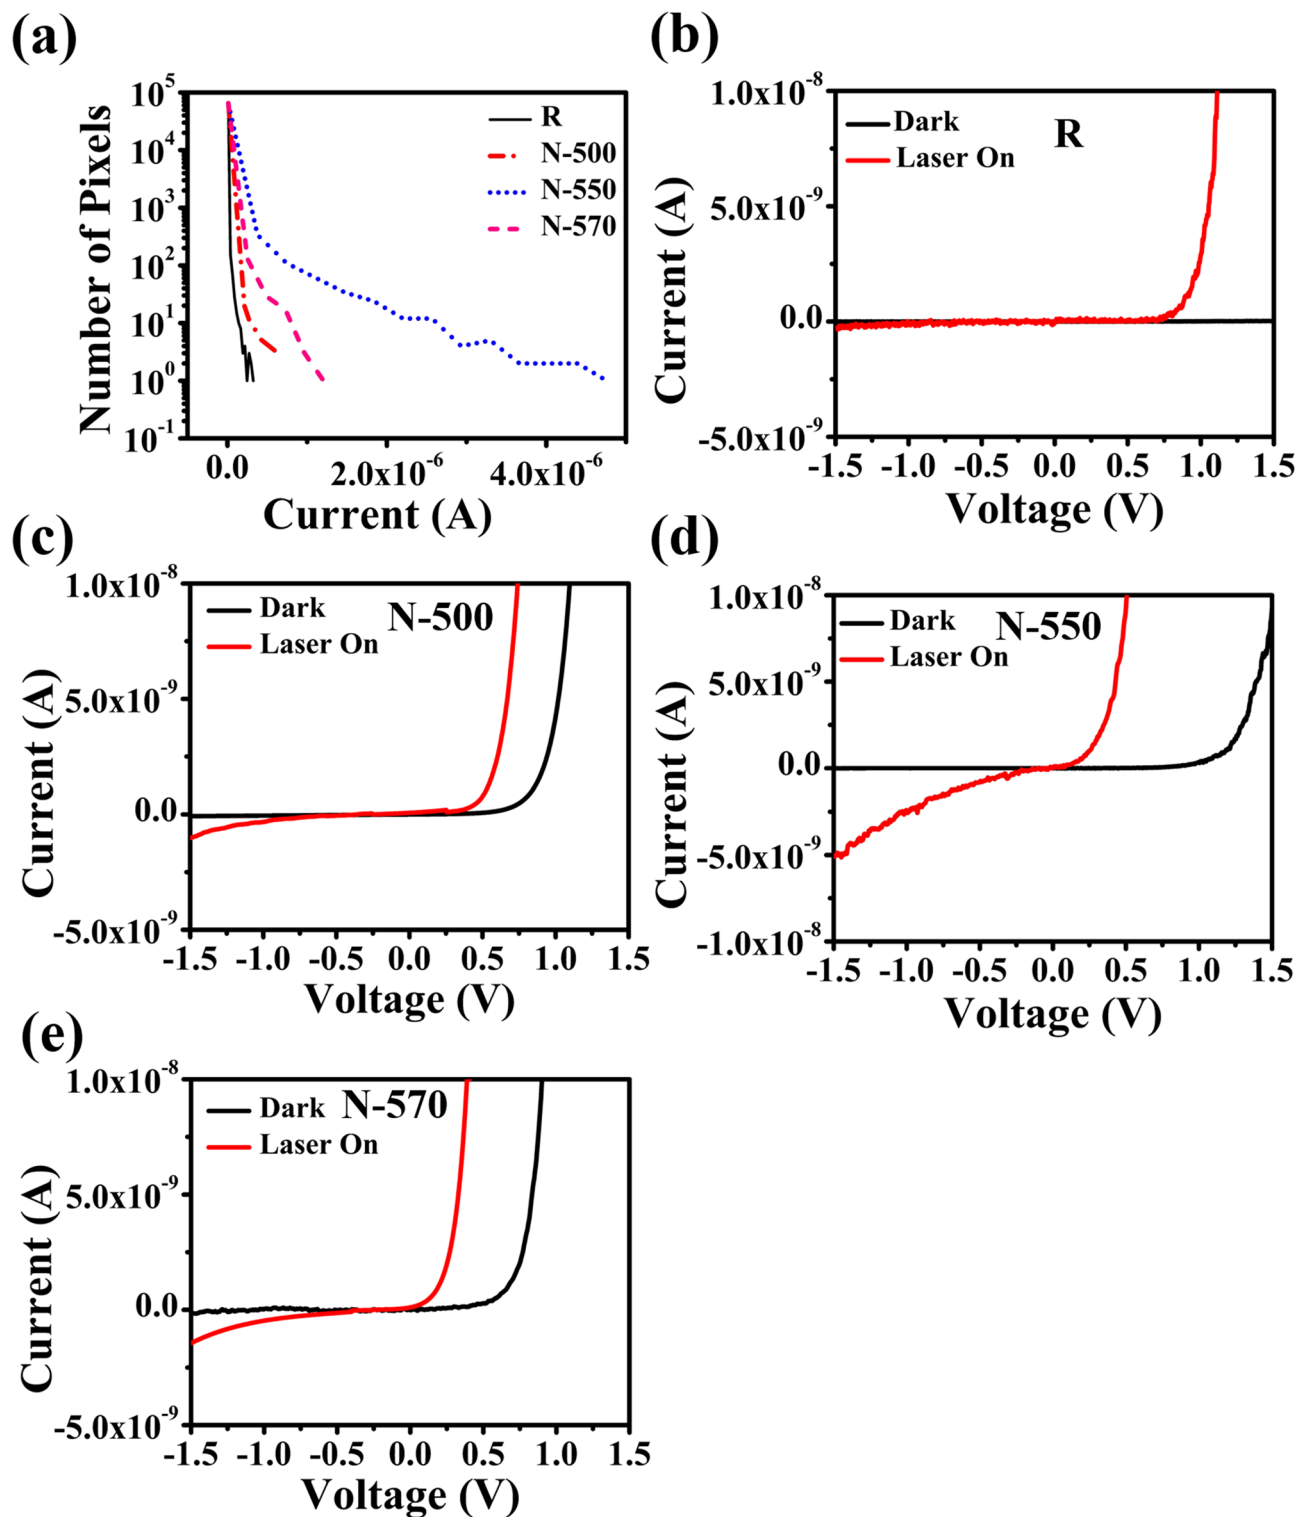 (a)
Number of Pixels
10^5
10^4
10^3
10^2
10^1
10^0
10^-1
R
N-500
N-550
N-570
0.0
2.0x10^-6
4.0x10^-6
Current (A)
(b)
Current (A)
1.0x10^-8
5.0x10^-9
0.0
-5.0x10^-9
Dark
Laser On
R
-1.5
-1.0
-0.5
0.0
0.5
1.0
1.5
Voltage (V)
(c)
Current (A)
1.0x10^-8
5.0x10^-9
0.0
-5.0x10^-9
Dark
Laser On
N-500
-1.5
-1.0
-0.5
0.0
0.5
1.0
1.5
Voltage (V)
(d)
Current (A)
1.0x10^-8
5.0x10^-9
0.0
-5.0x10^-9
-1.0x10^-8
Dark
Laser On
N-550
-1.5
-1.0
-0.5
0.0
0.5
1.0
1.5
Voltage (V)
(e)
Current (A)
1.0x10^-8
5.0x10^-9
0.0
-5.0x10^-9
Dark
Laser On
N-570
-1.5
-1.0
-0.5
0.0
0.5
1.0
1.5
Voltage (V)